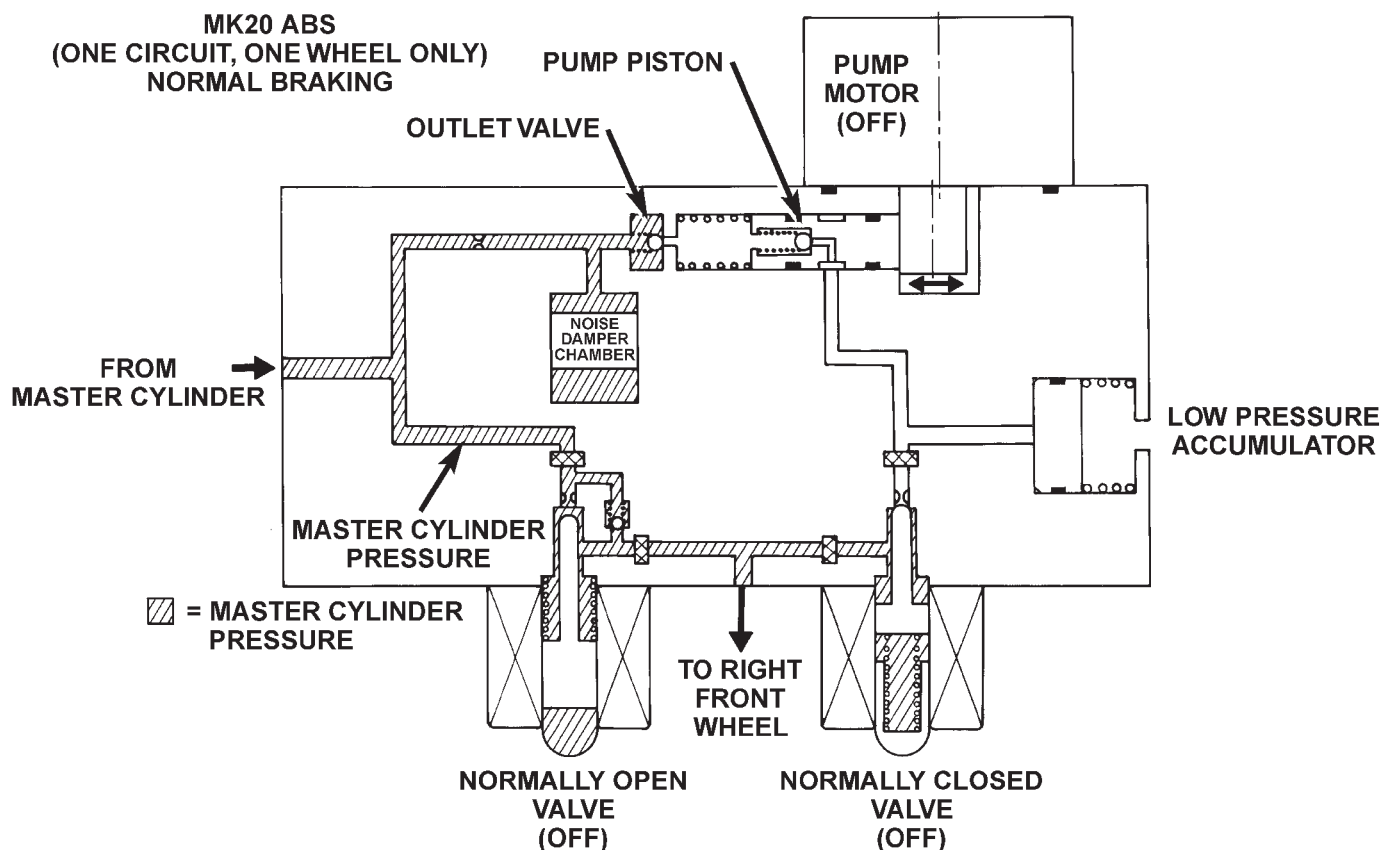 MK20 ABS
(ONE CIRCUIT, ONE WHEEL ONLY)
NORMAL BRAKING
PUMP PISTON
OUTLET VALVE
PUMP
MOTOR
(OFF)
NOISE
DAMPER
CHAMBER
FROM
MASTER CYLINDER
LOW PRESSURE
ACCUMULATOR
MASTER CYLINDER
PRESSURE
= MASTER CYLINDER
PRESSURE
TO RIGHT
FRONT
WHEEL
NORMALLY OPEN
VALVE
(OFF)
NORMALLY CLOSED
VALVE
(OFF)